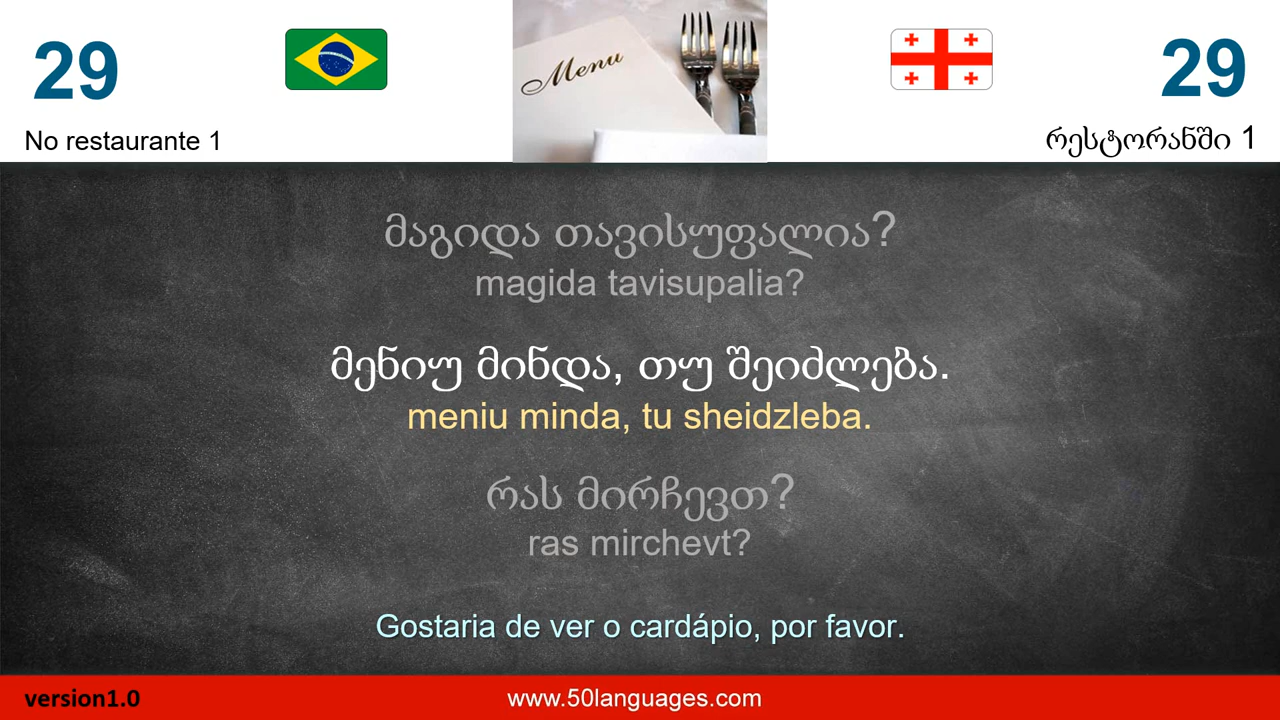 29
29
Menu
No restaurante 1
რესტორანში 1
მაგიდა თავისუფალია?
magida tavisupalia?
მენიუ მინდა, თუ შეიძლება.
meniu minda, tu sheidzleba.
რას მირჩევთ?
ras mirchevt?
Gostaria de ver o cardápio, por favor.
version1.0
www.50languages.com